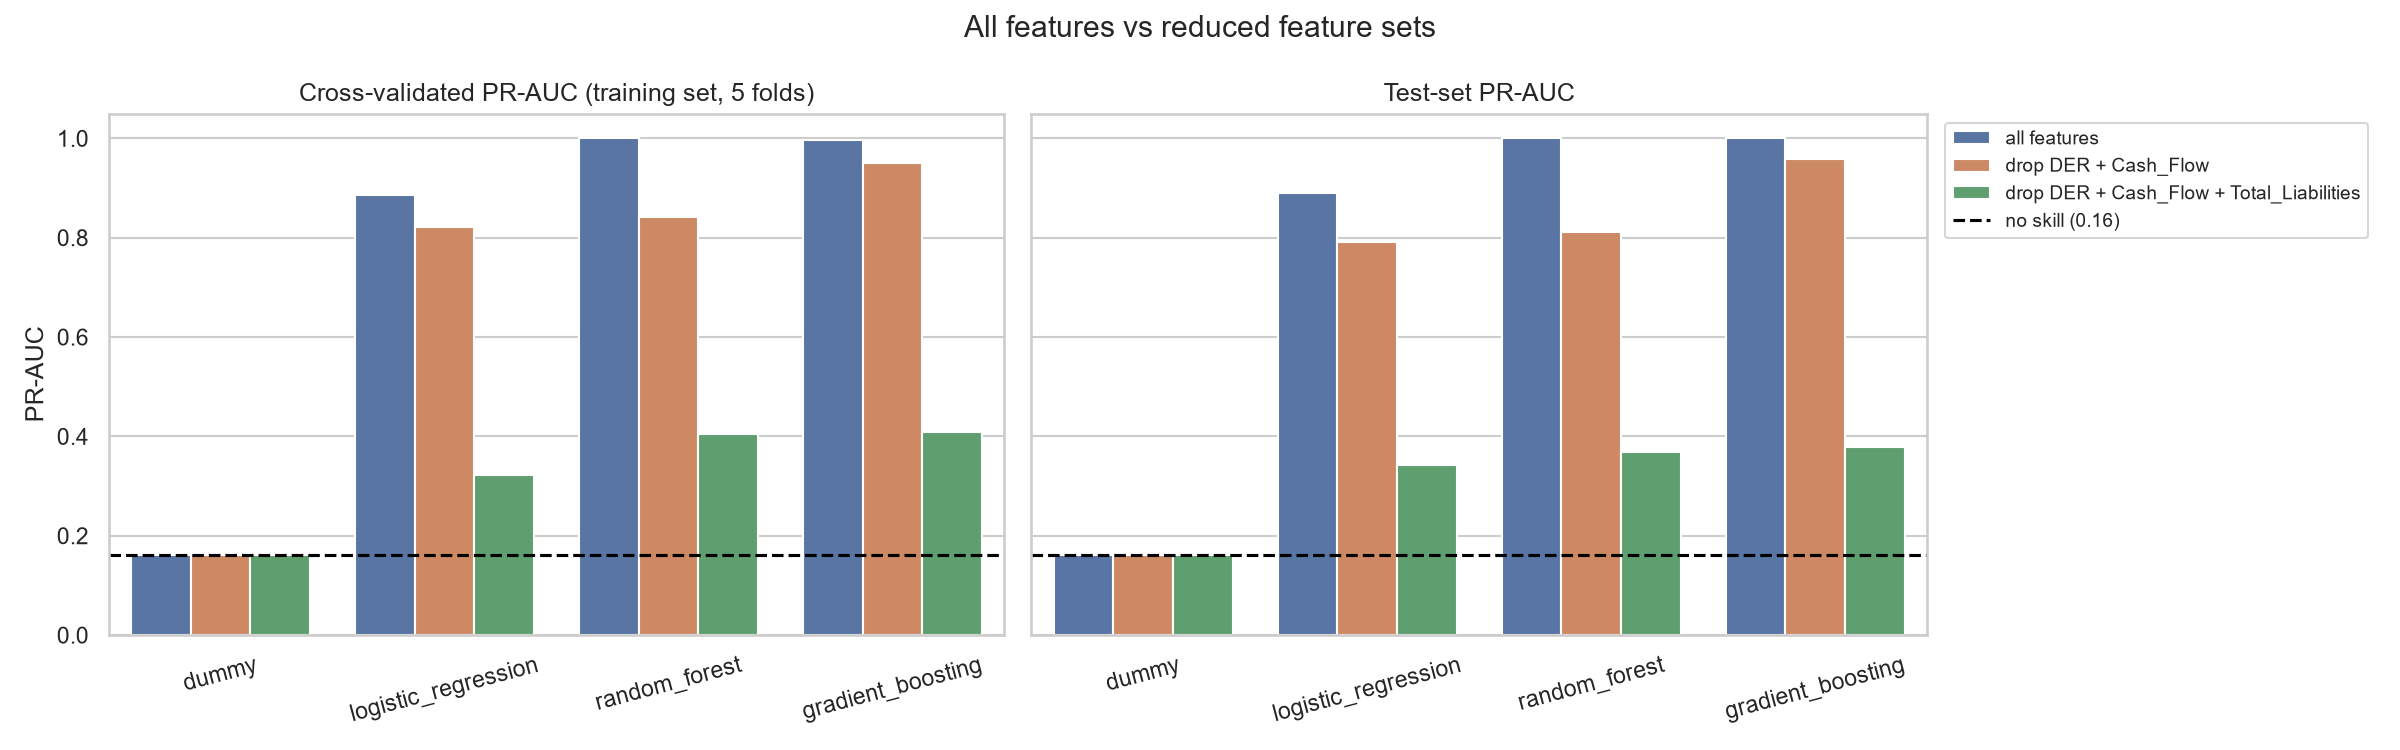 All features vs reduced feature sets
Cross-validated PR-AUC (training set, 5 folds)
PR-AUC
1.0
0.8
0.6
0.4
0.2
0.0
dummy
logistic_regression
random_forest
gradient_boosting
Test-set PR-AUC
dummy
logistic_regression
random_forest
gradient_boosting
all features
drop DER + Cash_Flow
drop DER + Cash_Flow + Total_Liabilities
no skill (0.16)